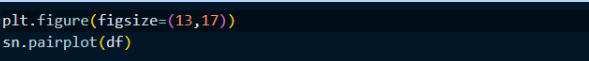 plt.figure(figsize=(13,17))
sn.pairplot(df)